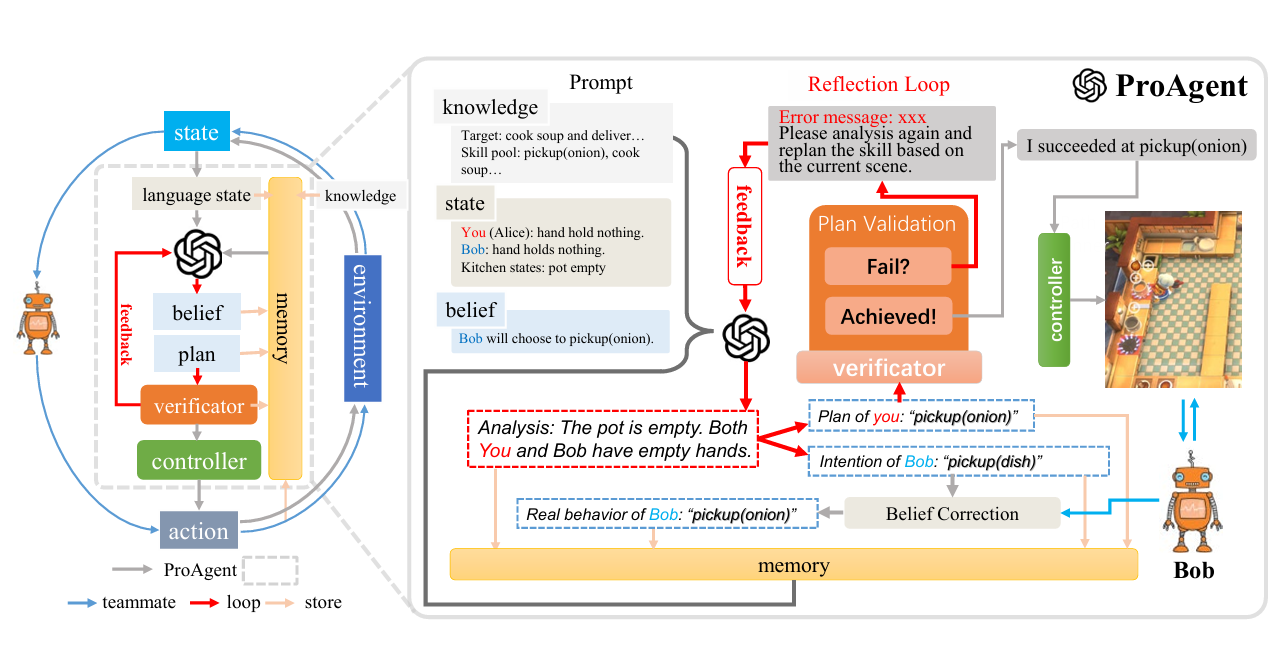 state
language state
knowledge
belief
plan
feedback
verificator
controller
memory
environment
action
ProAgent
teammate
loop
store
Prompt
knowledge
Target: cook soup and deliver…
Skill pool: pickup(onion), cook
soup…
state
You (Alice): hand hold nothing.
Bob: hand holds nothing.
Kitchen states: pot empty
belief
Bob will choose to pickup(onion).
Reflection Loop
Error message: xxx
Please analysis again and
replan the skill based on
the current scene.
feedback
Plan Validation
Fail?
Achieved!
verificator
ProAgent
I succeeded at pickup(onion)
controller
Analysis: The pot is empty. Both
You and Bob have empty hands.
Plan of you: “pickup(onion)”
Intention of Bob: “pickup(dish)”
Real behavior of Bob: “pickup(onion)”
Belief Correction
memory
Bob